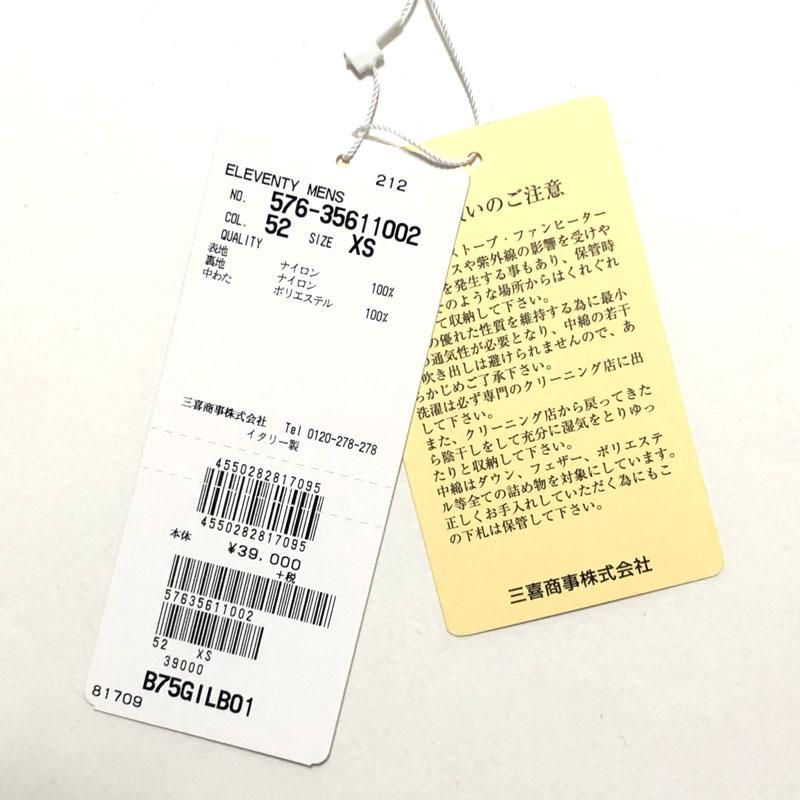 212
ELEVENTY MENS
NO. 576-35611002
COL. 52 SIZE XS
QUALITY
表地 ナイロン 100%
裏地 ナイロン
中わた ポリエステル 100%
三喜商事株式会社 Tel 0120-278-278
イタリー製
4550282817095
4550282817095
本体 ¥39,000
+税
57635611002
52 XS
39000
B75GILB01
81709
いのご注意
ストーブ・ファンヒーター
スや紫外線の影響を受けや
を発生する事もあり、保管時
のような場所からはくれぐれ
て収納して下さい。
の優れた性質を維持する為に最小
通気性が必要となり、中綿の若干
吹き出しは避けられませんので、あ
らかじめご了承下さい。
洗濯は必ず専門のクリーニング店に出
して下さい。
また、クリーニング店から戻ってきた
ら陰干しをして充分に湿気をとりゆっ
たりと収納して下さい。
中綿はダウン、フェザー、ポリエステ
ル等全ての詰め物を対象にしています。
正しくお手入れしていただく為にもこ
の下札は保管して下さい。
三喜商事株式会社